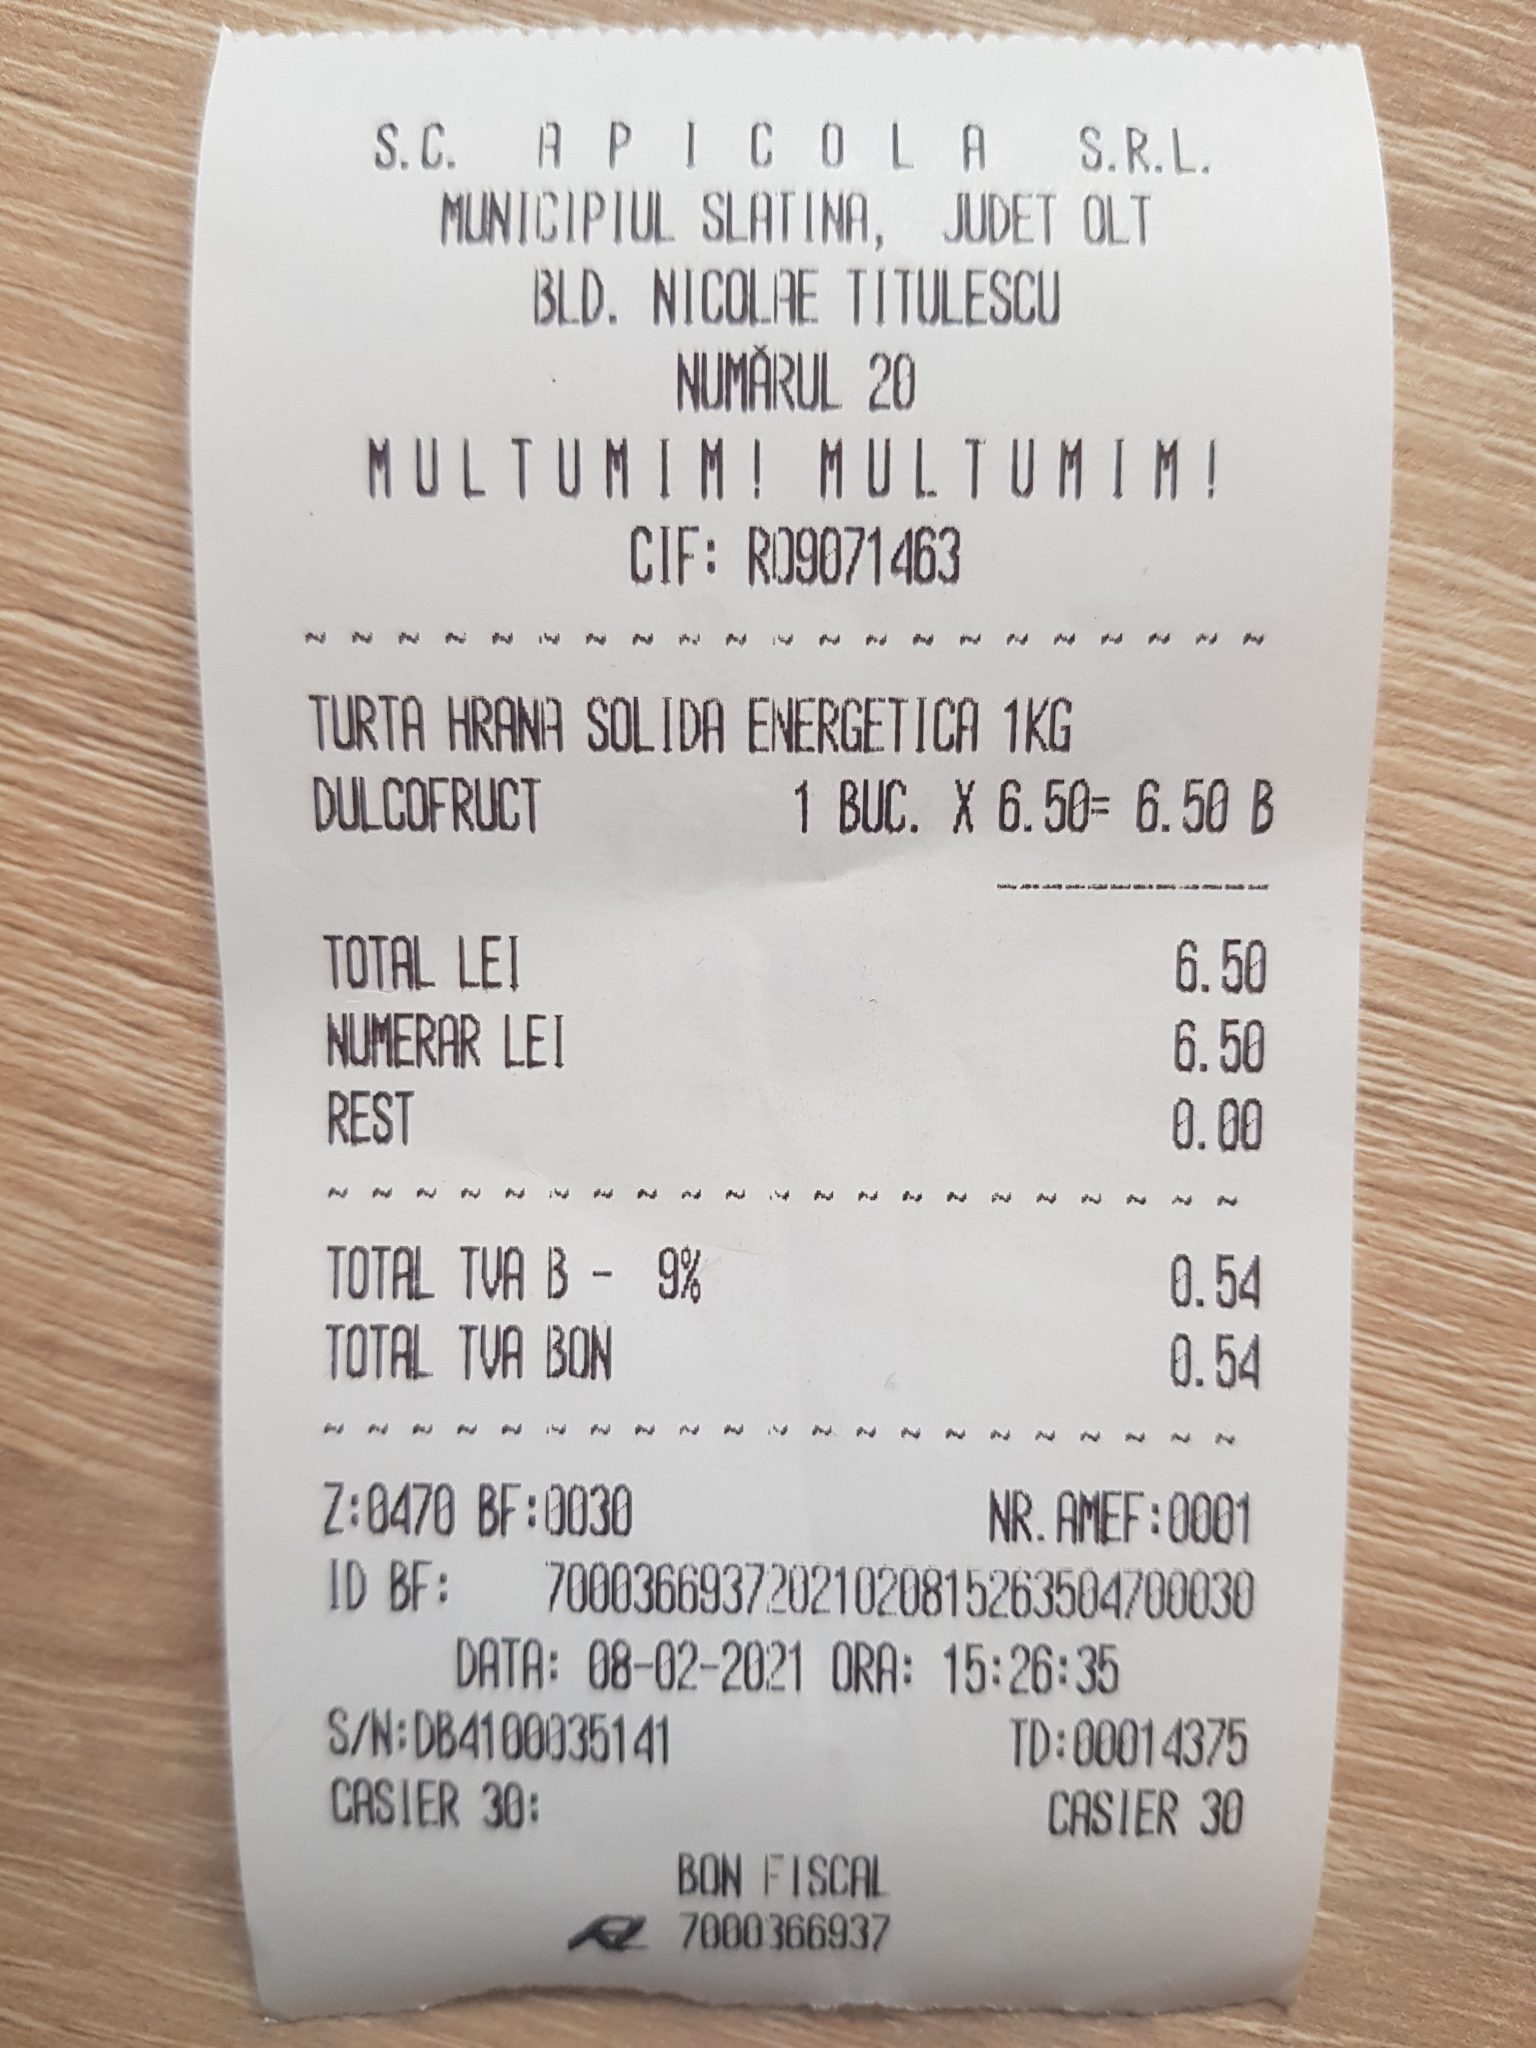 S.C. A P I C O L A S.R.L.
MUNICIPIUL SLATINA, JUDET OLT
BLD. NICOLAE TITULESCU
NUMĂRUL 20
M U L T U M I M ! M U L T U M I M !
CIF: RO9071463
~ ~ ~ ~ ~ ~ ~ ~ ~ ~ ~ ~ ~ ~ ~ ~ ~ ~ ~ ~ ~
TURTA HRANA SOLIDA ENERGETICA 1KG
DULCOFRUCT 1 BUC. X 6.50= 6.50 B
------------
TOTAL LEI 6.50
NUMERAR LEI 6.50
REST 0.00
~ ~ ~ ~ ~ ~ ~ ~ ~ ~ ~ ~ ~ ~ ~ ~ ~ ~ ~ ~ ~
TOTAL TVA B - 9% 0.54
TOTAL TVA BON 0.54
~ ~ ~ ~ ~ ~ ~ ~ ~ ~ ~ ~ ~ ~ ~ ~ ~ ~ ~ ~ ~
Z:0470 BF:0030 NR.AMEF:0001
ID BF: 70003669372021020815263504700030
DATA: 08-02-2021 ORA: 15:26:35
S/N:DB4100035141 TD:00014375
CASIER 30: CASIER 30
BON FISCAL
7000366937